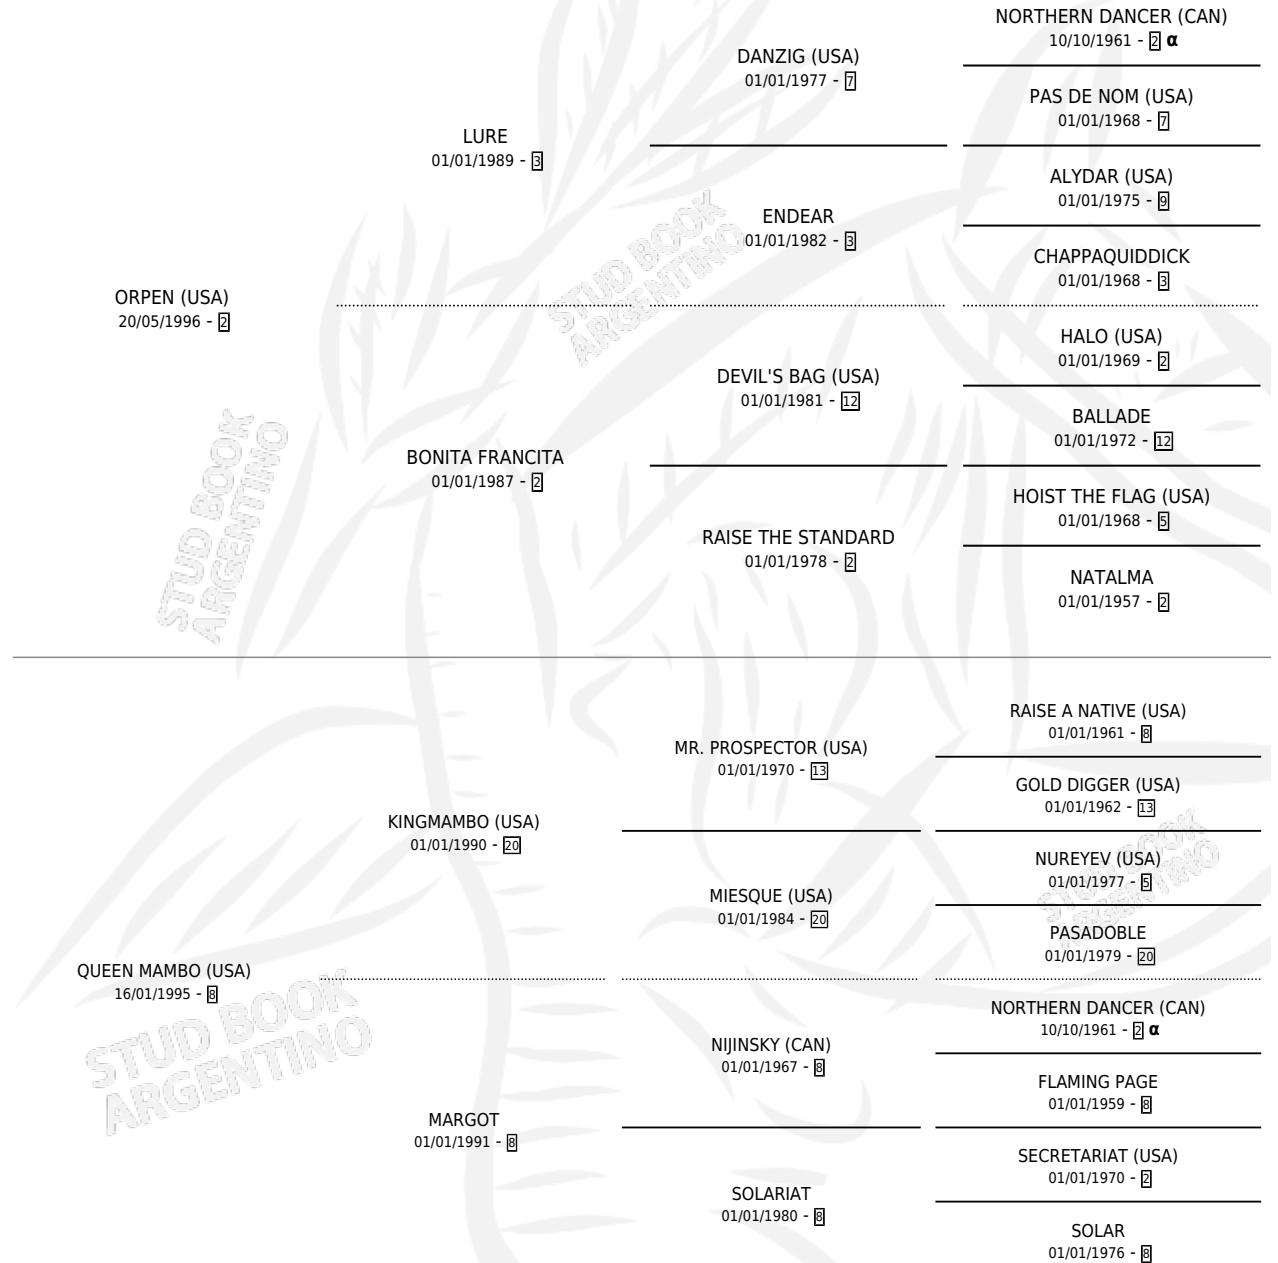 NORTHERN DANCER (CAN)
10/10/1961 - 2 α
DANZIG (USA)
01/01/1977 - 7
PAS DE NOM (USA)
01/01/1968 - 7
LURE
01/01/1989 - 3
ALYDAR (USA)
01/01/1975 - 9
ENDEAR
01/01/1982 - 3
CHAPPAQUIDDICK
01/01/1968 - 3
STUD BOOK
ARGENTINO
ORPEN (USA)
20/05/1996 - 2
HALO (USA)
01/01/1969 - 2
DEVIL'S BAG (USA)
01/01/1981 - 12
BALLADE
01/01/1972 - 12
BONITA FRANCITA
01/01/1987 - 2
HOIST THE FLAG (USA)
01/01/1968 - 5
RAISE THE STANDARD
01/01/1978 - 2
NATALMA
01/01/1957 - 2
STUD BOOK
ARGENTINO
RAISE A NATIVE (USA)
01/01/1961 - 8
MR. PROSPECTOR (USA)
01/01/1970 - 13
GOLD DIGGER (USA)
01/01/1962 - 13
KINGMAMBO (USA)
01/01/1990 - 20
NUREYEV (USA)
01/01/1977 - 5
MIESQUE (USA)
01/01/1984 - 20
PASADOBLE
01/01/1979 - 20
STUD BOOK
ARGENTINO
QUEEN MAMBO (USA)
16/01/1995 - 8
NORTHERN DANCER (CAN)
10/10/1961 - 2 α
NIJINSKY (CAN)
01/01/1967 - 8
FLAMING PAGE
01/01/1959 - 8
STUD BOOK
ARGENTINO
MARGOT
01/01/1991 - 8
SECRETARIAT (USA)
01/01/1970 - 2
SOLARIAT
01/01/1980 - 8
SOLAR
01/01/1976 - 8